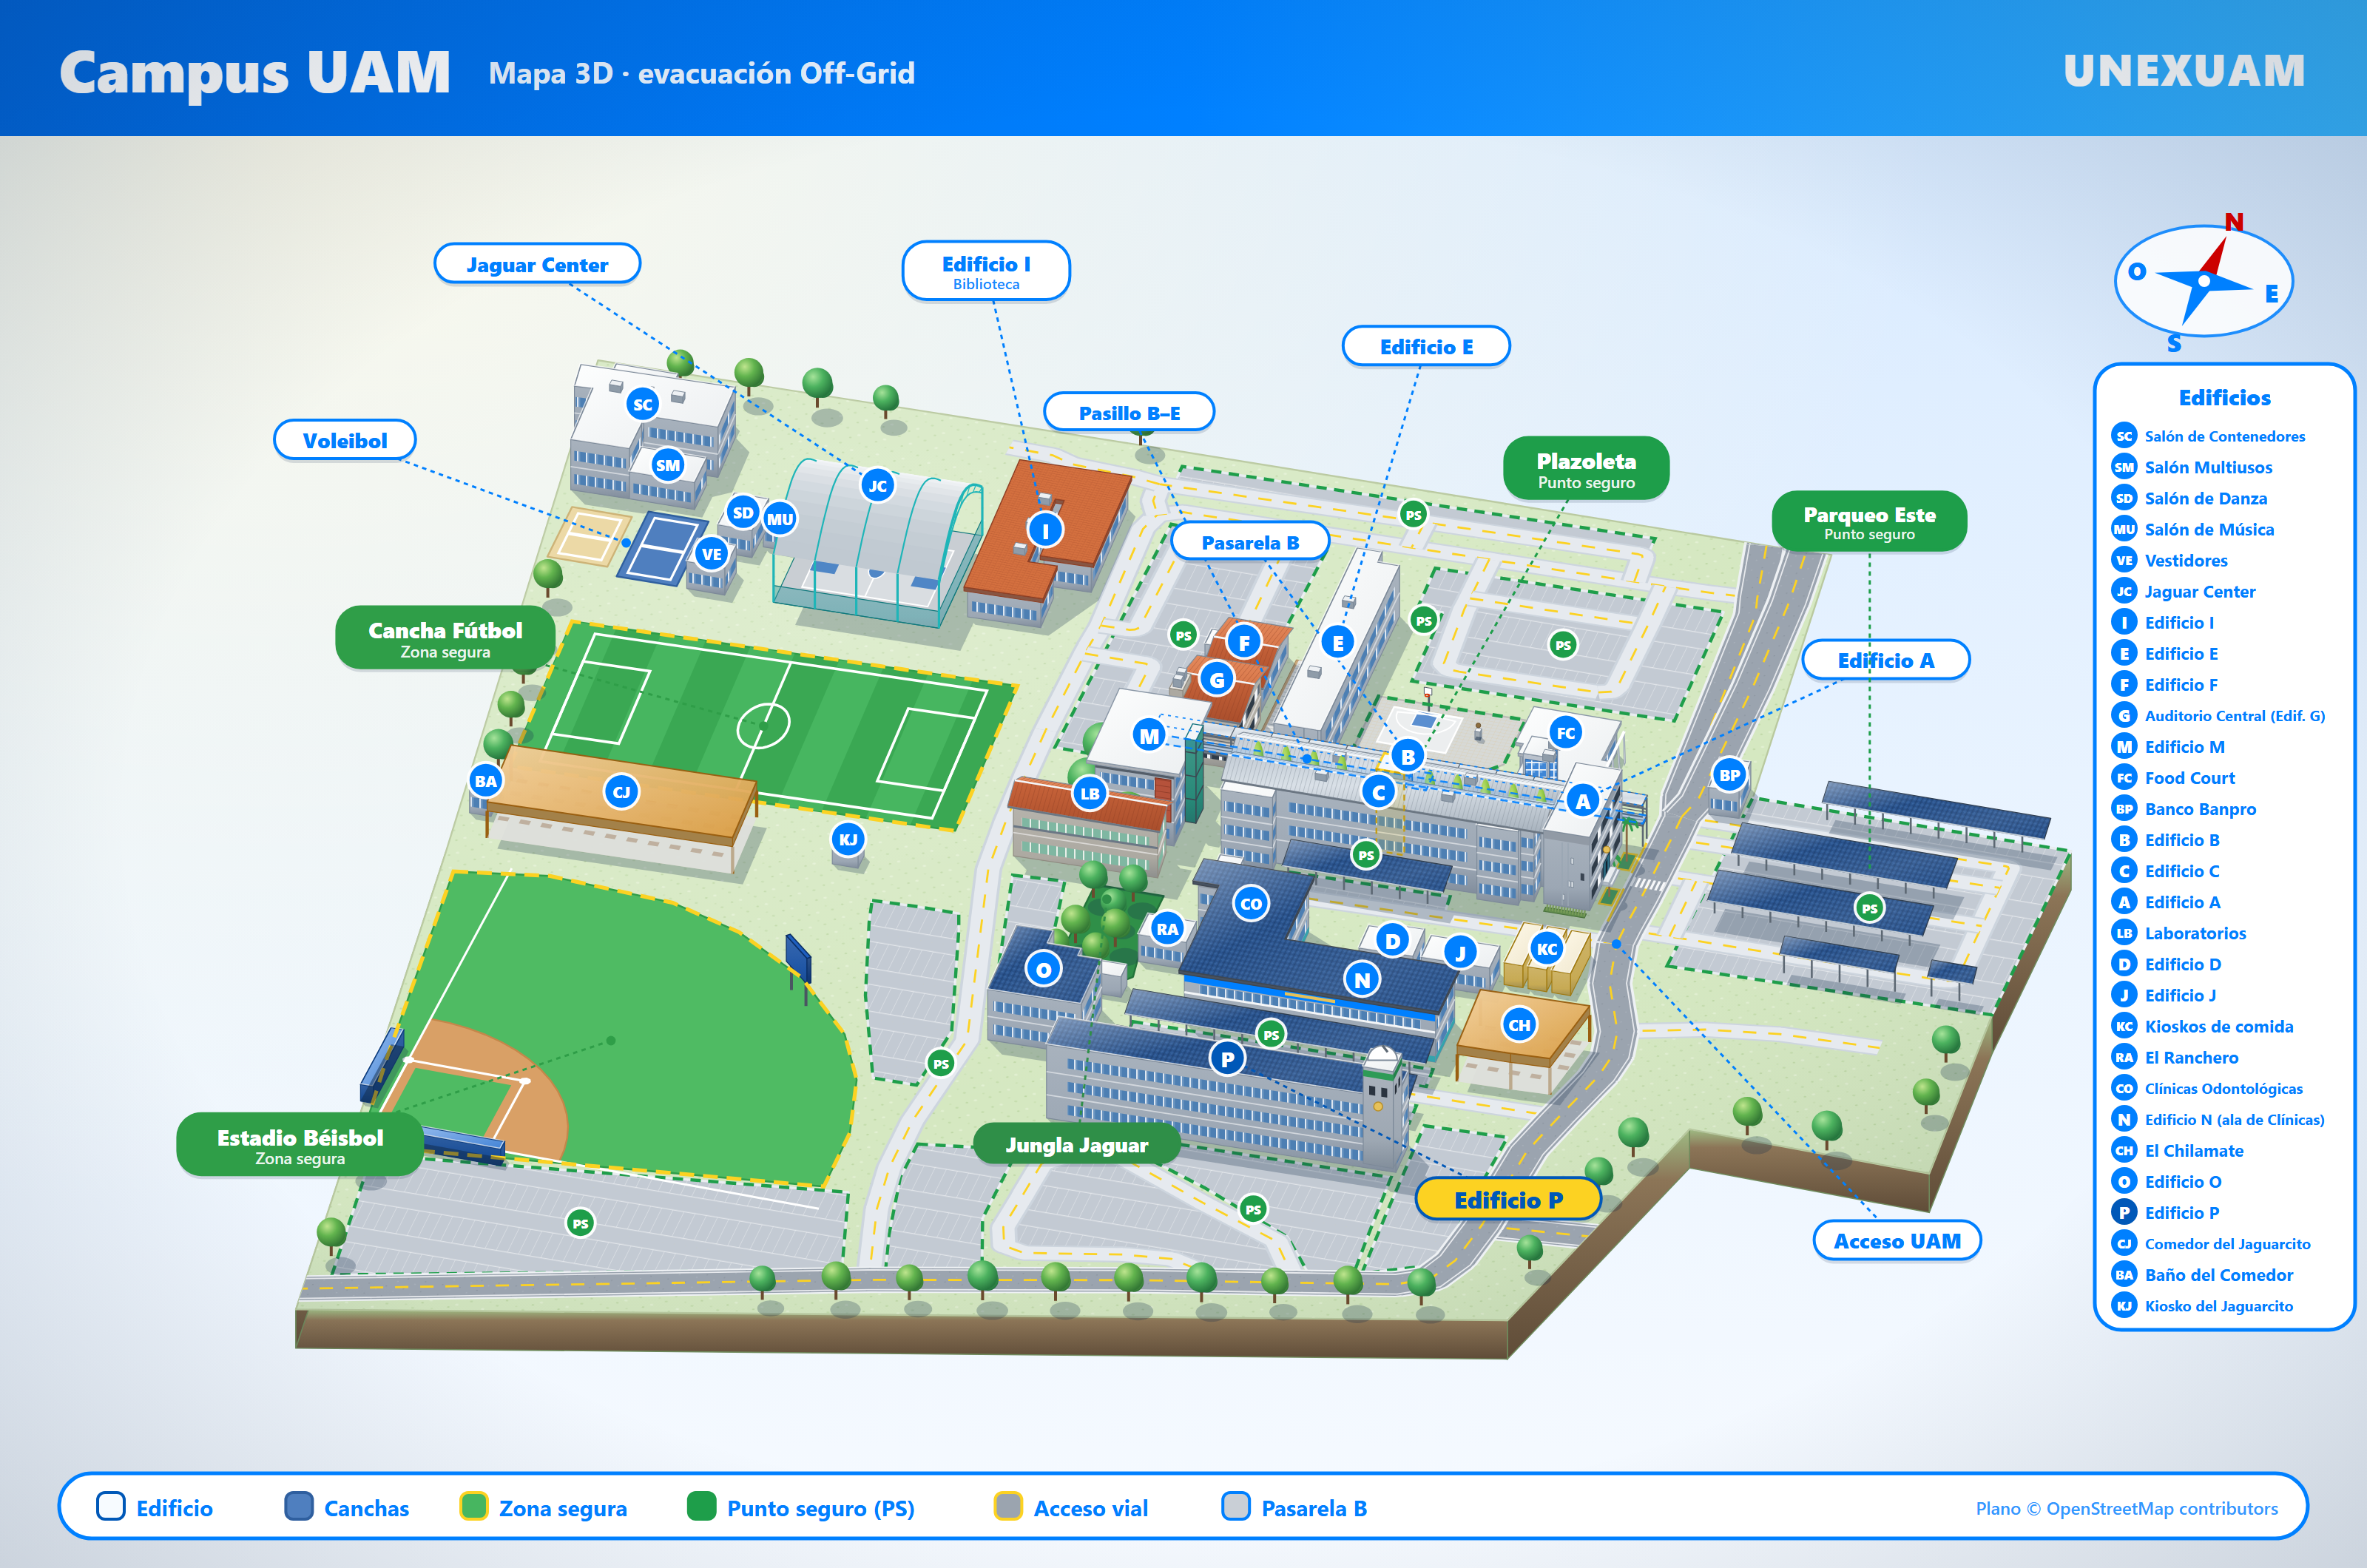 Campus UAM
Mapa 3D · evacuación Off-Grid
UNEXUAM
N
O
E
S
Jaguar Center
Edificio I
Biblioteca
Edificio E
Pasillo B–E
Voleibol
Plazoleta
Punto seguro
Parqueo Este
Punto seguro
Pasarela B
Cancha Fútbol
Zona segura
Edificio A
Estadio Béisbol
Zona segura
Jungla Jaguar
Edificio P
Acceso UAM
SC
SM
SD
MU
VE
JC
I
PS
PS
F
E
PS
PS
G
M
FC
B
BP
BA
CJ
LB
C
A
KJ
PS
CO
PS
RA
D
J
KC
O
N
CH
PS
P
PS
PS
PS
Edificios
SC Salón de Contenedores
SM Salón Multiusos
SD Salón de Danza
MU Salón de Música
VE Vestidores
JC Jaguar Center
I Edificio I
E Edificio E
F Edificio F
G Auditorio Central (Edif. G)
M Edificio M
FC Food Court
BP Banco Banpro
B Edificio B
C Edificio C
A Edificio A
LB Laboratorios
D Edificio D
J Edificio J
KC Kioskos de comida
RA El Ranchero
CO Clínicas Odontológicas
N Edificio N (ala de Clínicas)
CH El Chilamate
O Edificio O
P Edificio P
CJ Comedor del Jaguarcito
BA Baño del Comedor
KJ Kiosko del Jaguarcito
Edificio
Canchas
Zona segura
Punto seguro (PS)
Acceso vial
Pasarela B
Plano © OpenStreetMap contributors